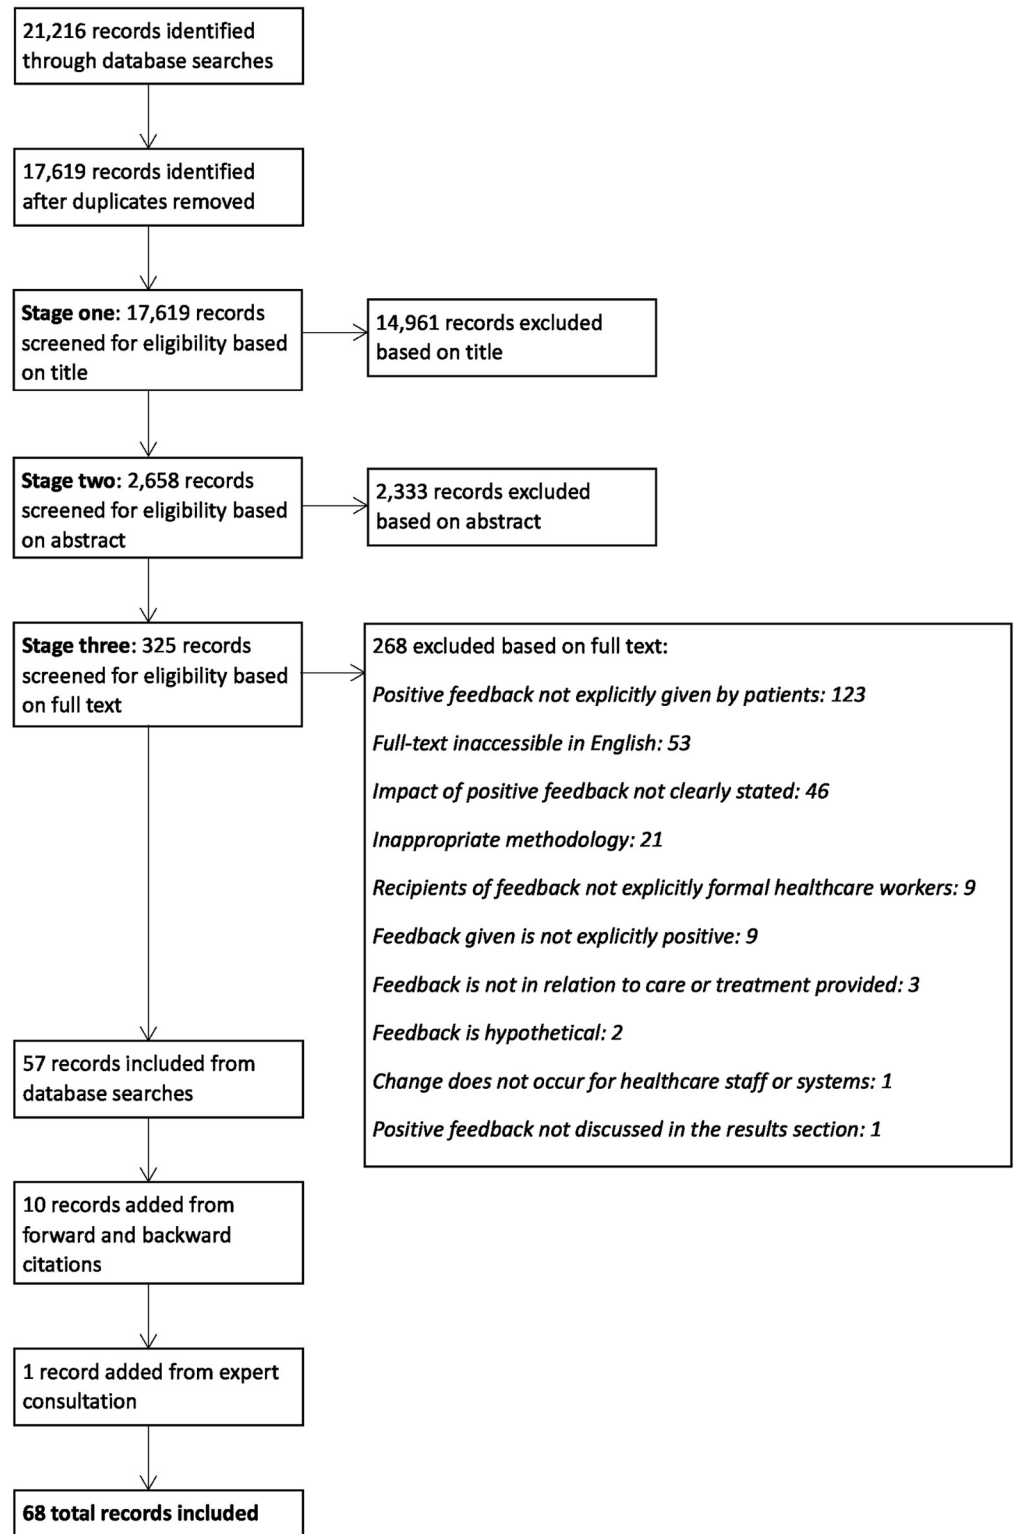 21,216 records identified
through database searches
17,619 records identified
after duplicates removed
Stage one: 17,619 records
screened for eligibility based
on title
14,961 records excluded
based on title
Stage two: 2,658 records
screened for eligibility based
on abstract
2,333 records excluded
based on abstract
Stage three: 325 records
screened for eligibility based
on full text
268 excluded based on full text:
Positive feedback not explicitly given by patients: 123
Full-text inaccessible in English: 53
Impact of positive feedback not clearly stated: 46
Inappropriate methodology: 21
Recipients of feedback not explicitly formal healthcare workers: 9
Feedback given is not explicitly positive: 9
Feedback is not in relation to care or treatment provided: 3
Feedback is hypothetical: 2
Change does not occur for healthcare staff or systems: 1
Positive feedback not discussed in the results section: 1
57 records included from
database searches
10 records added from
forward and backward
citations
1 record added from expert
consultation
68 total records included